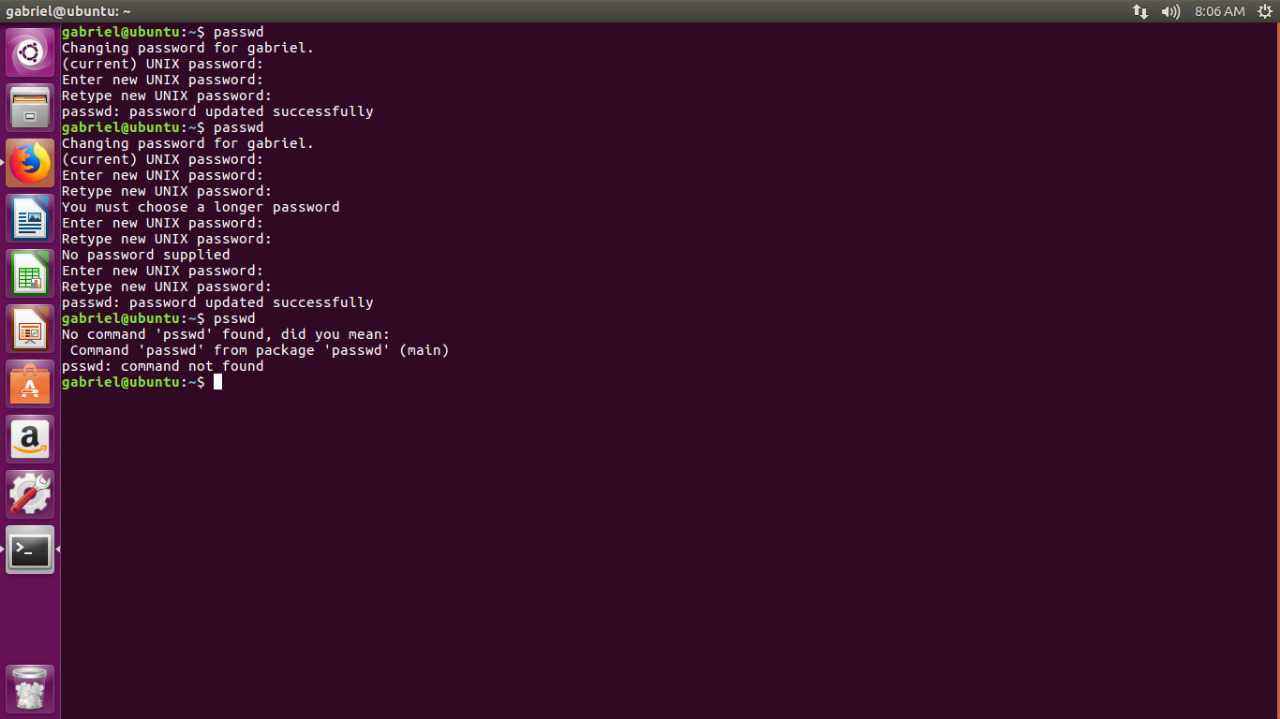 gabriel@ubuntu: ~
8:06 AM
gabriel@ubuntu:~$ passwd
Changing password for gabriel.
(current) UNIX password:
Enter new UNIX password:
Retype new UNIX password:
passwd: password updated successfully
gabriel@ubuntu:~$ passwd
Changing password for gabriel.
(current) UNIX password:
Enter new UNIX password:
Retype new UNIX password:
You must choose a longer password
Enter new UNIX password:
Retype new UNIX password:
No password supplied
Enter new UNIX password:
Retype new UNIX password:
passwd: password updated successfully
gabriel@ubuntu:~$ psswd
No command 'psswd' found, did you mean:
 Command 'passwd' from package 'passwd' (main)
psswd: command not found
gabriel@ubuntu:~$